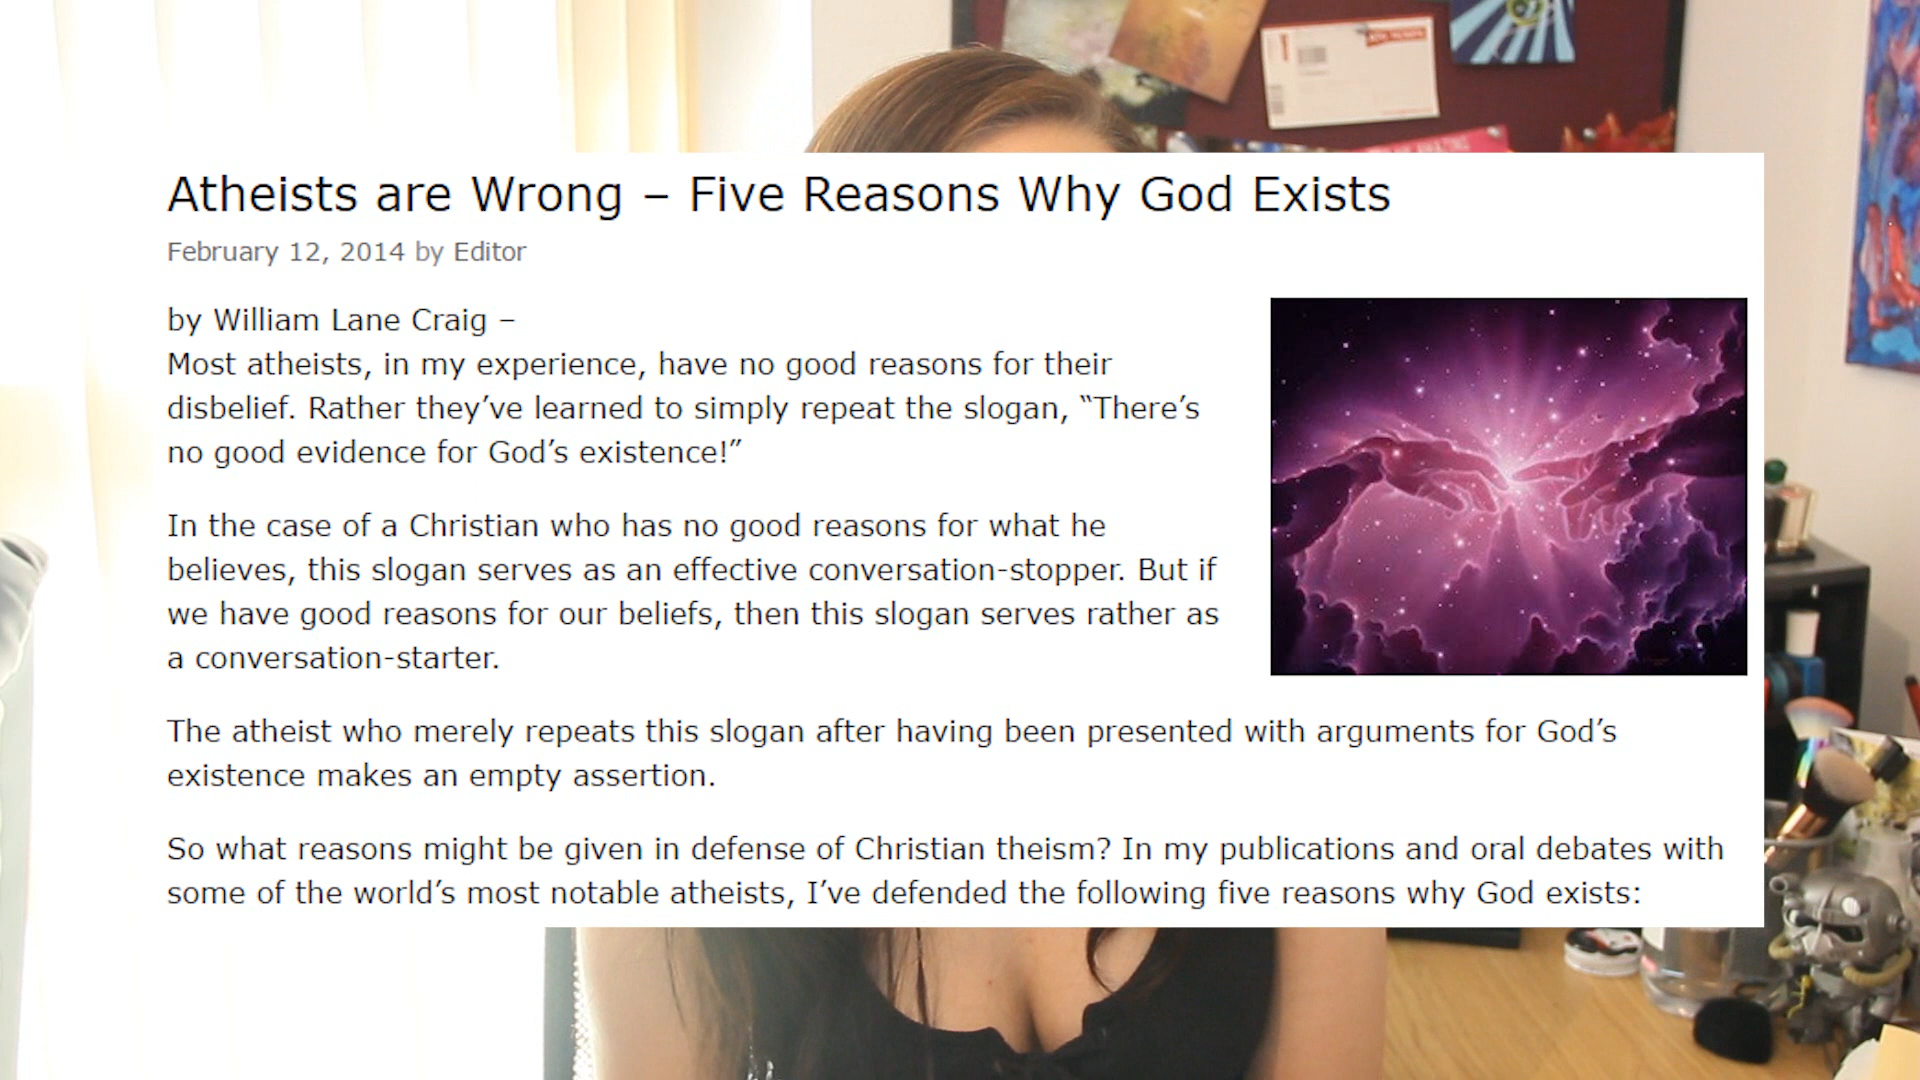 Atheists are Wrong – Five Reasons Why God Exists
February 12, 2014 by Editor
by William Lane Craig –
Most atheists, in my experience, have no good reasons for their
disbelief. Rather they’ve learned to simply repeat the slogan, “There’s
no good evidence for God’s existence!”
In the case of a Christian who has no good reasons for what he
believes, this slogan serves as an effective conversation-stopper. But if
we have good reasons for our beliefs, then this slogan serves rather as
a conversation-starter.
The atheist who merely repeats this slogan after having been presented with arguments for God’s
existence makes an empty assertion.
So what reasons might be given in defense of Christian theism? In my publications and oral debates with
some of the world’s most notable atheists, I’ve defended the following five reasons why God exists: